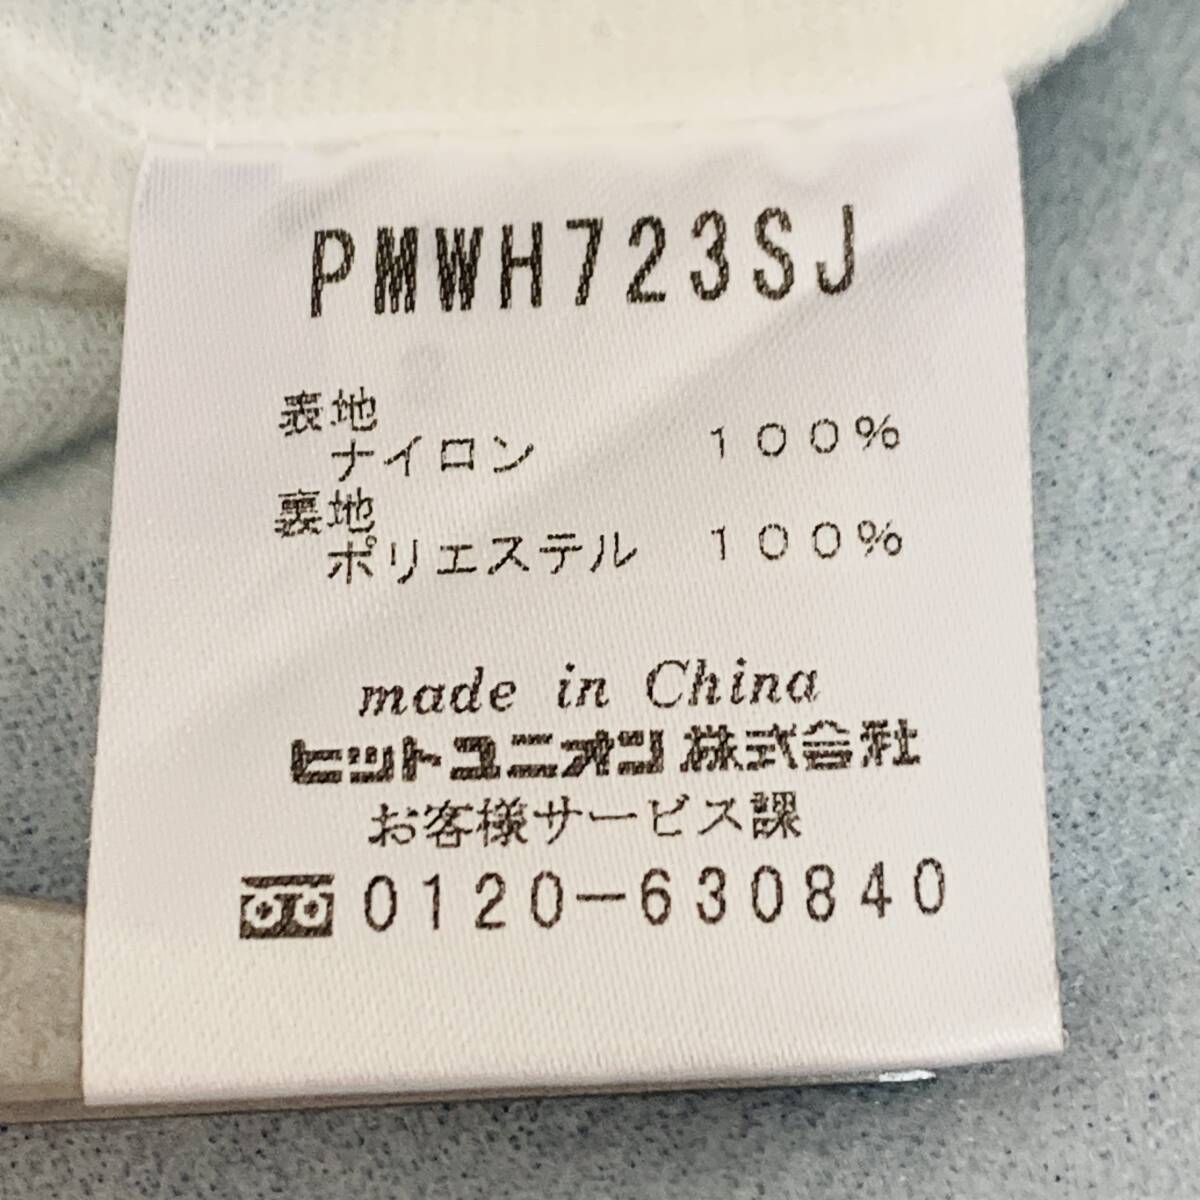 PMWH723SJ
表地
ナイロン 100%
裏地
ポリエステル 100%
made in China
ヒットユニオン株式会社
お客様サービス課
0120-630840